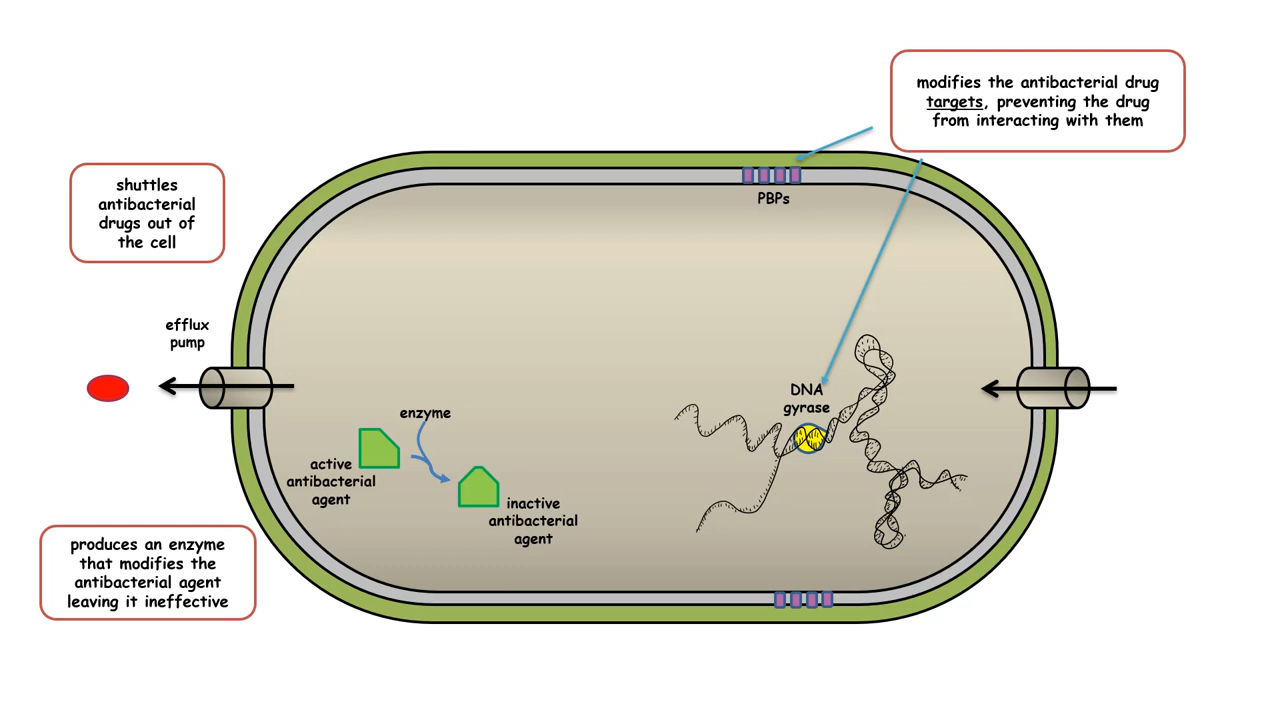 modifies the antibacterial drug
targets, preventing the drug
from interacting with them
shuttles
antibacterial
drugs out of
the cell
PBPs
efflux
pump
DNA
gyrase
enzyme
active
antibacterial
agent
inactive
antibacterial
agent
produces an enzyme
that modifies the
antibacterial agent
leaving it ineffective